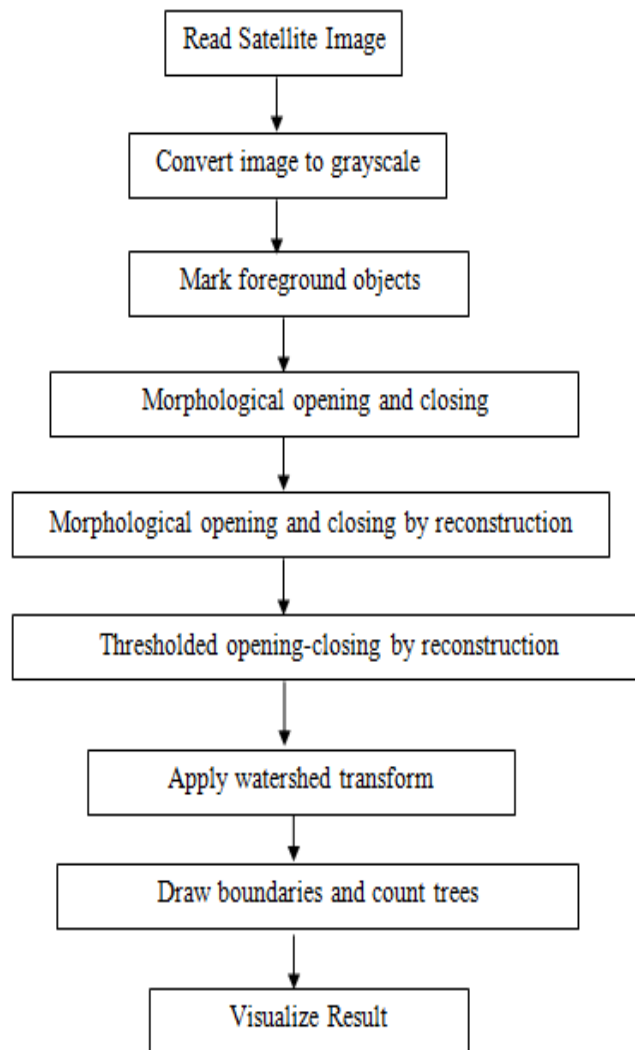 Read Satellite Image
Convert image to grayscale
Mark foreground objects
Morphological opening and closing
Morphological opening and closing by reconstruction
Thresholded opening-closing by reconstruction
Apply watershed transform
Draw boundaries and count trees
Visualize Result